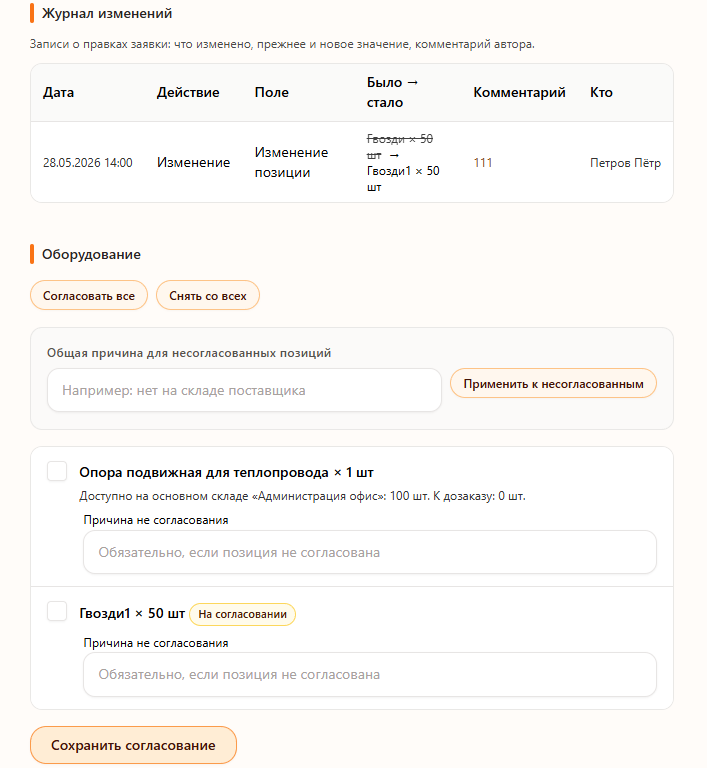 Журнал изменений
Записи о правках заявки: что изменено, прежнее и новое значение, комментарий автора.
Дата Действие Поле Было → стало Комментарий Кто
28.05.2026 14:00 Изменение Изменение позиции Гвозди × 50 шт → Гвозди1 × 50 шт 111 Петров Пётр
Оборудование
Согласовать все Снять со всех
Общая причина для несогласованных позиций
Например: нет на складе поставщика Применить к несогласованным
Опора подвижная для теплопровода × 1 шт
Доступно на основном складе «Администрация офис»: 100 шт. К дозаказу: 0 шт.
Причина не согласования
Обязательно, если позиция не согласована
Гвозди1 × 50 шт На согласовании
Причина не согласования
Обязательно, если позиция не согласована
Сохранить согласование